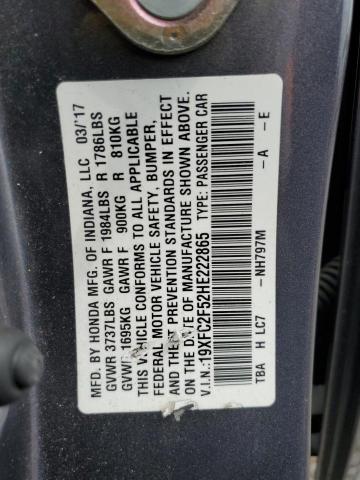 MFD. BY HONDA MFG. OF INDIANA, LLC 03/'17
GVWR 3737LBS GAWR F 1984LBS R 1786LBS
GVWR 1695KG GAWR F 900KG R 810KG
THIS VEHICLE CONFORMS TO ALL APPLICABLE
FEDERAL MOTOR VEHICLE SAFETY, BUMPER,
AND THEFT PREVENTION STANDARDS IN EFFECT
ON THE DATE OF MANUFACTURE SHOWN ABOVE.
V.I.N.:19XFC2F52HE222865 TYPE: PASSENGER CAR
TBA H LC7 -NH797M -A -E